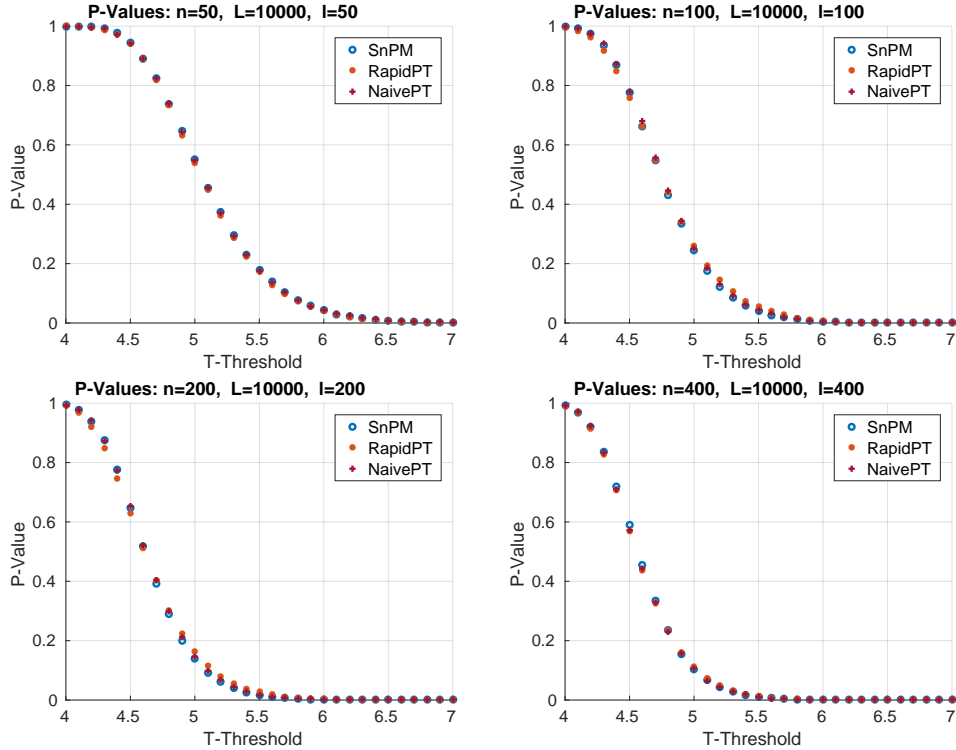 P-Values: n=50, L=10000, l=50
1
0.8
0.6
0.4
0.2
0
P-Value
4 4.5 5 5.5 6 6.5 7
T-Threshold
SnPM
RapidPT
NaivePT
P-Values: n=100, L=10000, l=100
1
0.8
0.6
0.4
0.2
0
P-Value
4 4.5 5 5.5 6 6.5 7
T-Threshold
SnPM
RapidPT
NaivePT
P-Values: n=200, L=10000, l=200
1
0.8
0.6
0.4
0.2
0
P-Value
4 4.5 5 5.5 6 6.5 7
T-Threshold
SnPM
RapidPT
NaivePT
P-Values: n=400, L=10000, l=400
1
0.8
0.6
0.4
0.2
0
P-Value
4 4.5 5 5.5 6 6.5 7
T-Threshold
SnPM
RapidPT
NaivePT